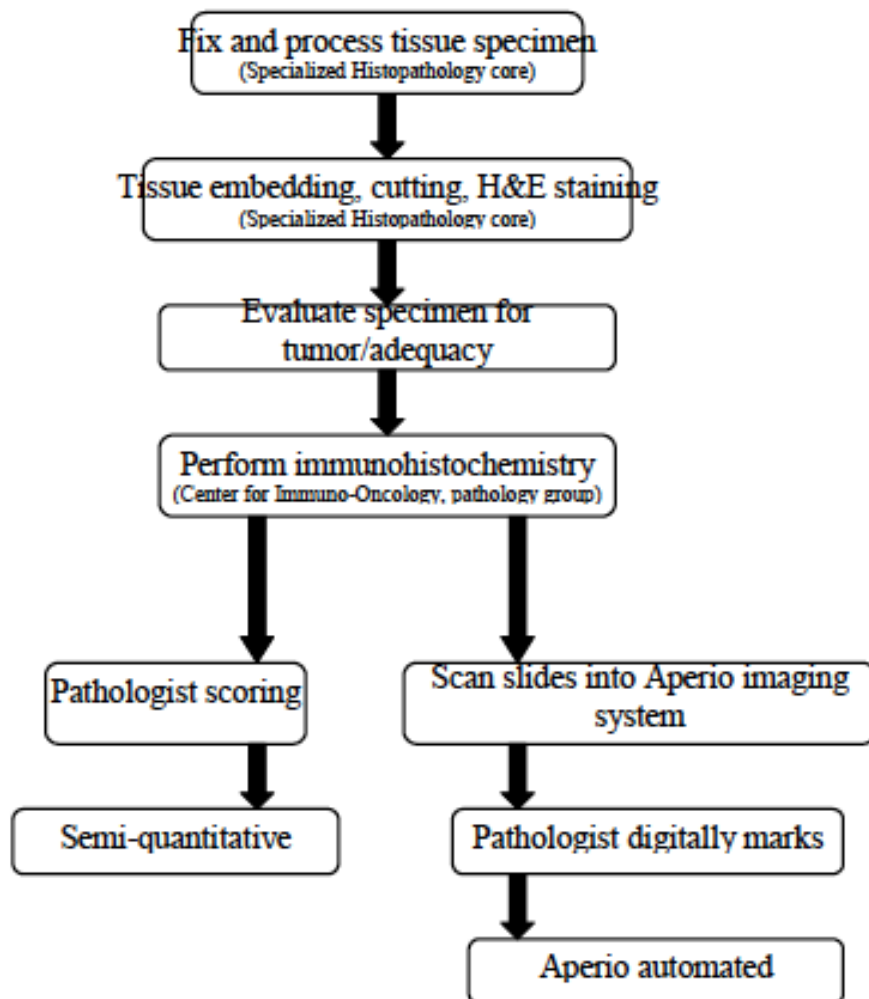 Fix and process tissue specimen
(Specialized Histopathology core)
Tissue embedding, cutting, H&E staining
(Specialized Histopathology core)
Evaluate specimen for
tumor/adequacy
Perform immunohistochemistry
(Center for Immuno-Oncology, pathology group)
Pathologist scoring
Scan slides into Aperio imaging
system
Semi-quantitative
Pathologist digitally marks
Aperio automated